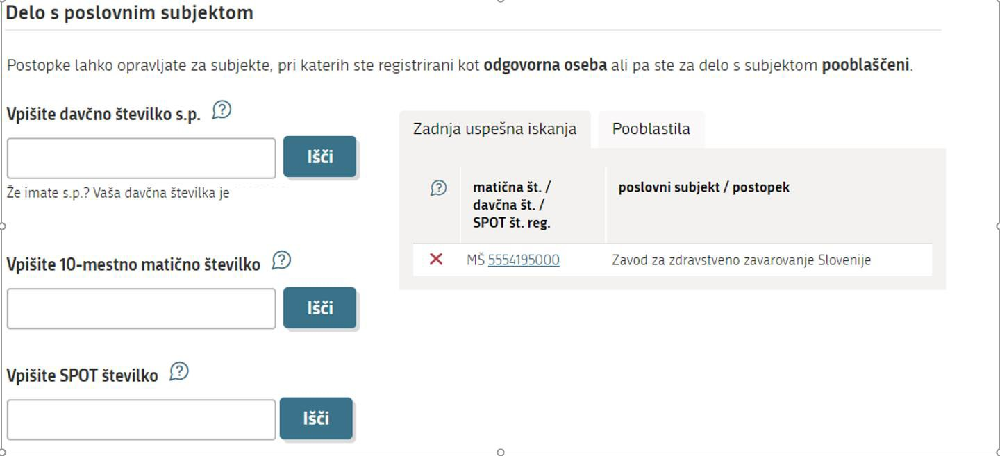 Delo s poslovnim subjektom
Postopke lahko opravljate za subjekte, pri katerih ste registrirani kot odgovorna oseba ali pa ste za delo s subjektom pooblaščeni.
Vpišite davčno številko s.p.
Išči
Že imate s.p.? Vaša davčna številka je
Vpišite 10-mestno matično številko
Išči
Vpišite SPOT številko
Išči
Zadnja uspešna iskanja
Pooblastila
matična št. /
davčna št. /
SPOT št. reg.
poslovni subjekt / postopek
MŠ 5554195000
Zavod za zdravstveno zavarovanje Slovenije